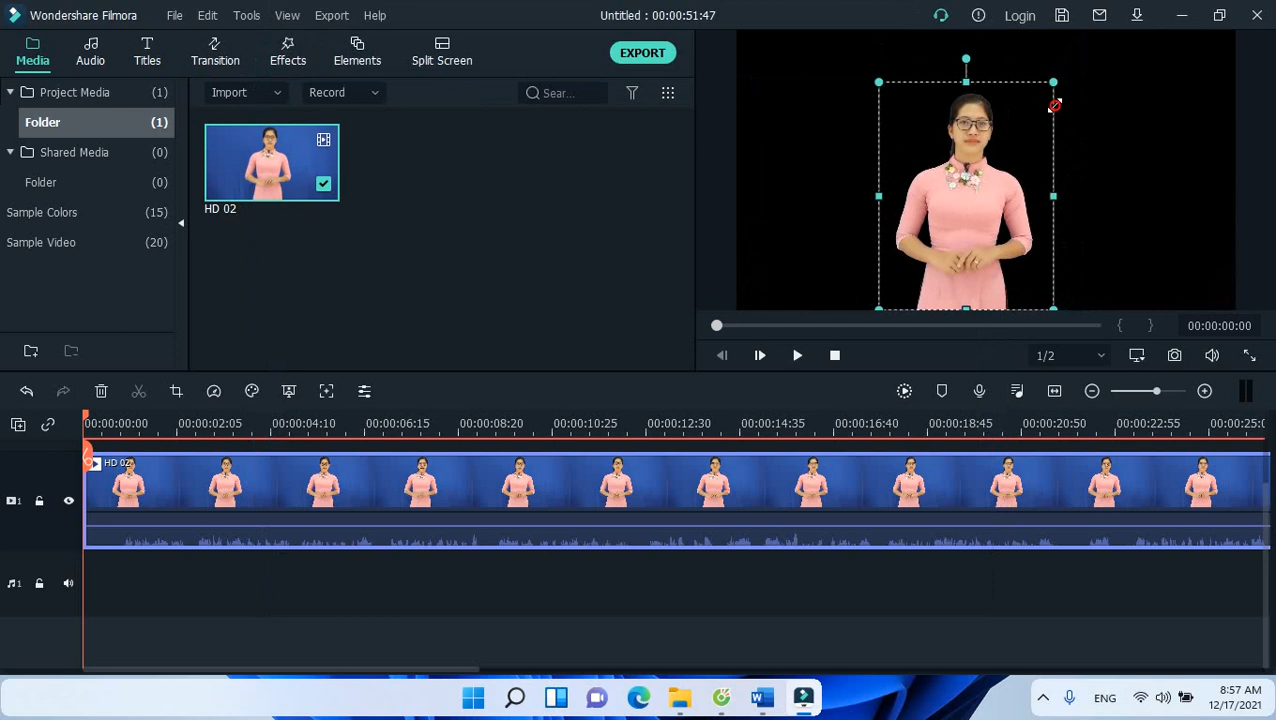 Wondershare Filmora File Edit Tools View Export Help Untitled : 00:00:51:47 Login
Media Audio Titles Transition Effects Elements Split Screen EXPORT
Project Media (1) Import Record Sear...
Folder (1)
Shared Media (0)
Folder (0)
Sample Colors (15)
HD 02
Sample Video (20)
00:00:00:00
1/2
00:00:00:00 00:00:02:05 00:00:04:10 00:00:06:15 00:00:08:20 00:00:10:25 00:00:12:30 00:00:14:35 00:00:16:40 00:00:18:45 00:00:20:50 00:00:22:55 00:00:25:0
HD 02
1
1
ENG 8:57 AM
12/17/2021